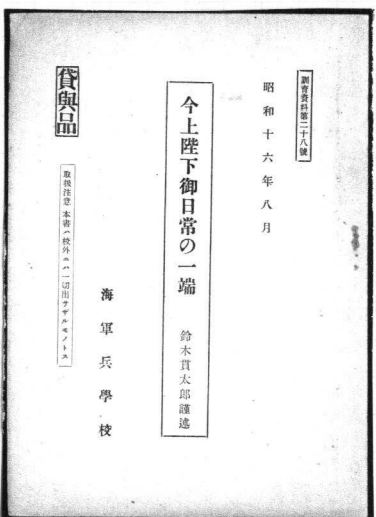 訓育資料第二十八號
昭和十六年八月
今上陛下御日常の一端 鈴木貫太郎謹述
海軍兵學校
取扱注意 本書ハ校外ニハ一切出サザルモノトス
貸與品